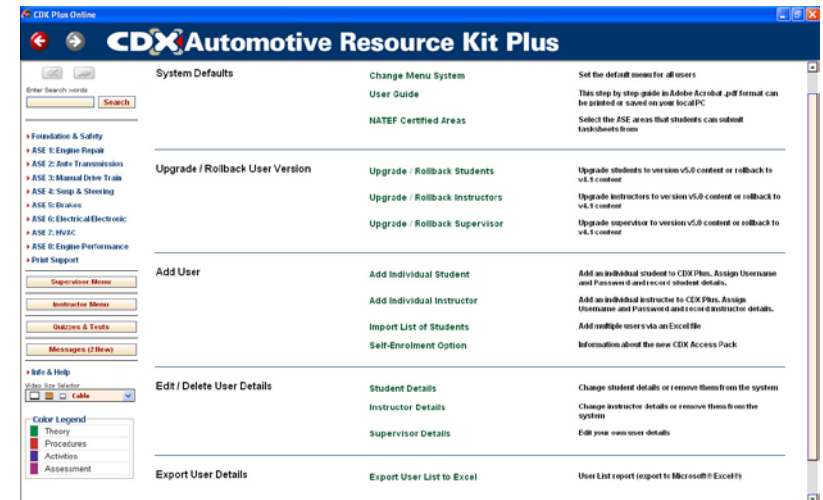 CDX Plus Online
CDX Automotive Resource Kit Plus
Enter Search words
Search
Foundation & Safety
ASE 1: Engine Repair
ASE 2: Auto Transmission
ASE 3: Manual Drive Train
ASE 4: Susp & Steering
ASE 5: Brakes
ASE 6: Electrical Electronic
ASE 7: HVAC
ASE 8: Engine Performance
Print Support
Supervisor Menu
Instructor Menu
Quizzes & Tests
Messages (2 New)
Info & Help
Video Size Selector
Cable
Color Legend
Theory
Procedures
Activities
Assessment
System Defaults
Change Menu System
Set the default menu for all users
User Guide
This step by step guide in Adobe Acrobat .pdf format can
be printed or saved on your local PC
NATEF Certified Areas
Select the ASE areas that students can submit
tasksheets from
Upgrade / Rollback User Version
Upgrade / Rollback Students
Upgrade students to version v5.0 content or rollback to
v4.1 content
Upgrade / Rollback Instructors
Upgrade instructors to version v5.0 content or rollback to
v4.1 content
Upgrade / Rollback Supervisor
Upgrade supervisor to version v5.0 content or rollback to
v4.1 content
Add User
Add Individual Student
Add an individual student to CDX Plus. Assign Username
and Password and record student details.
Add Individual Instructor
Add an individual instructor to CDX Plus. Assign
Username and Password and record instructor details.
Import List of Students
Add multiple users via an Excel file
Self-Enrolment Option
Information about the new CDX Access Pack
Edit / Delete User Details
Student Details
Change student details or remove them from the system
Instructor Details
Change instructor details or remove them from the
system
Supervisor Details
Edit your own user details
Export User Details
Export User List to Excel
User List report (export to Microsoft® Excel®)